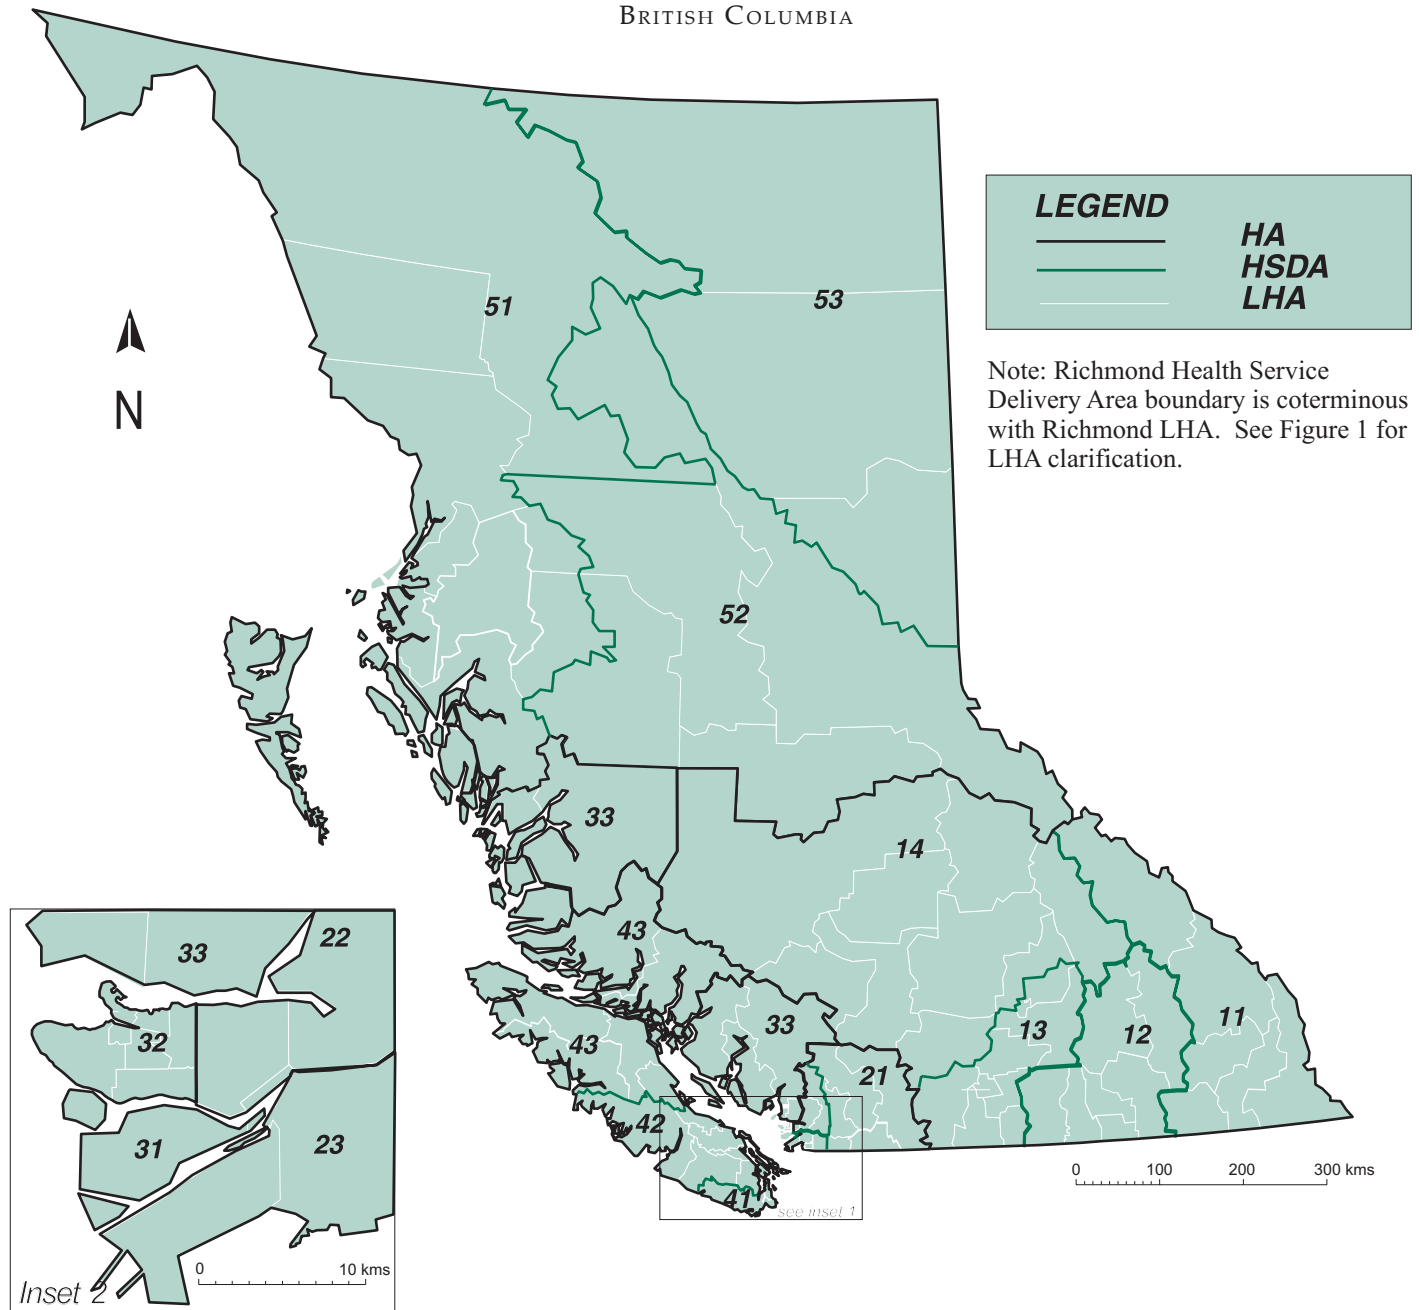 BRITISH COLUMBIA
LEGEND
HA
HSDA
LHA
Note: Richmond Health Service
Delivery Area boundary is coterminous
with Richmond LHA. See Figure 1 for
LHA clarification.
N
51
53
52
33
14
43
33
13
12
11
43
21
42
41
see inset 1
0 100 200 300 kms
33
22
32
31
23
0 10 kms
Inset 2